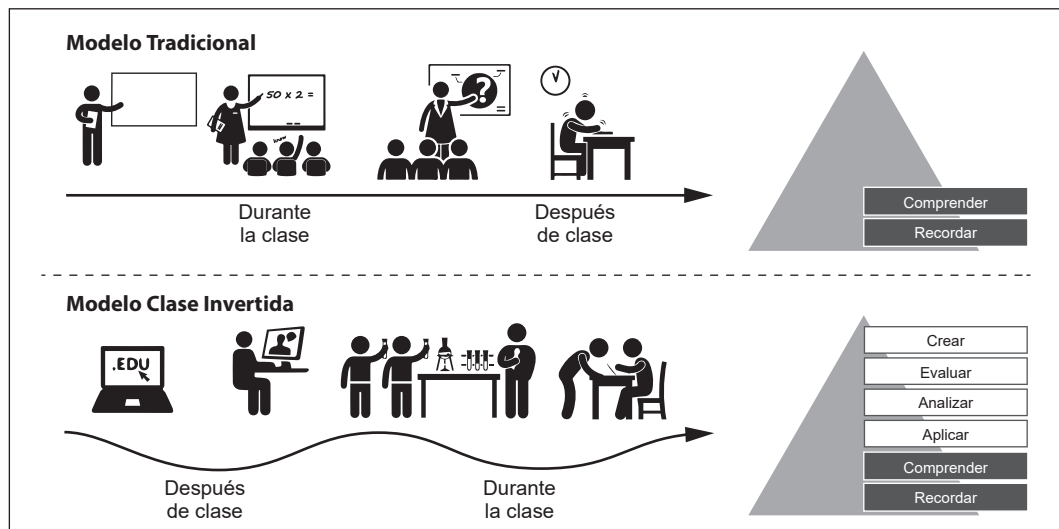 Modelo Tradicional
50 x 2 =
know
?
Durante
la clase
Después
de clase
Comprender
Recordar
Modelo Clase Invertida
.EDU
Después
de clase
Durante
la clase
Crear
Evaluar
Analizar
Aplicar
Comprender
Recordar